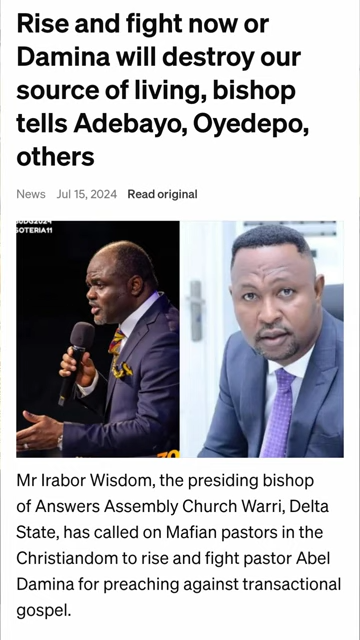 Rise and fight now or
Damina will destroy our
source of living, bishop
tells Adebayo, Oyedepo,
others
News Jul 15, 2024 Read original
SOTERIA11
Mr Irabor Wisdom, the presiding bishop
of Answers Assembly Church Warri, Delta
State, has called on Mafian pastors in the
Christiandom to rise and fight pastor Abel
Damina for preaching against transactional
gospel.